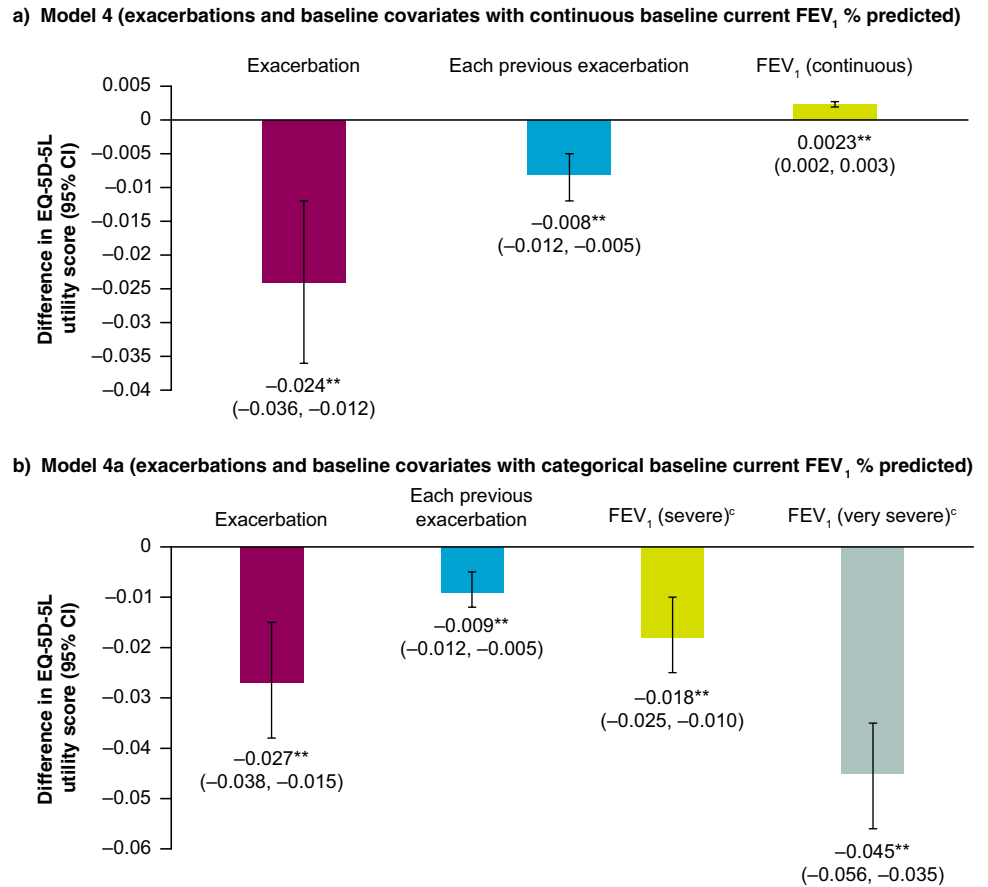 a) Model 4 (exacerbations and baseline covariates with continuous baseline current FEV₁ % predicted)
Exacerbation
Each previous exacerbation
FEV₁ (continuous)
Difference in EQ-5D-5L
utility score (95% CI)
0.005
0
–0.005
–0.01
–0.015
–0.02
–0.025
–0.03
–0.035
–0.04
–0.024**
(–0.036, –0.012)
–0.008**
(–0.012, –0.005)
0.0023**
(0.002, 0.003)
b) Model 4a (exacerbations and baseline covariates with categorical baseline current FEV₁ % predicted)
Exacerbation
Each previous
exacerbation
FEV₁ (severe)ᶜ
FEV₁ (very severe)ᶜ
Difference in EQ-5D-5L
utility score (95% CI)
0
–0.01
–0.02
–0.03
–0.04
–0.05
–0.06
–0.027**
(–0.038, –0.015)
–0.009**
(–0.012, –0.005)
–0.018**
(–0.025, –0.010)
–0.045**
(–0.056, –0.035)